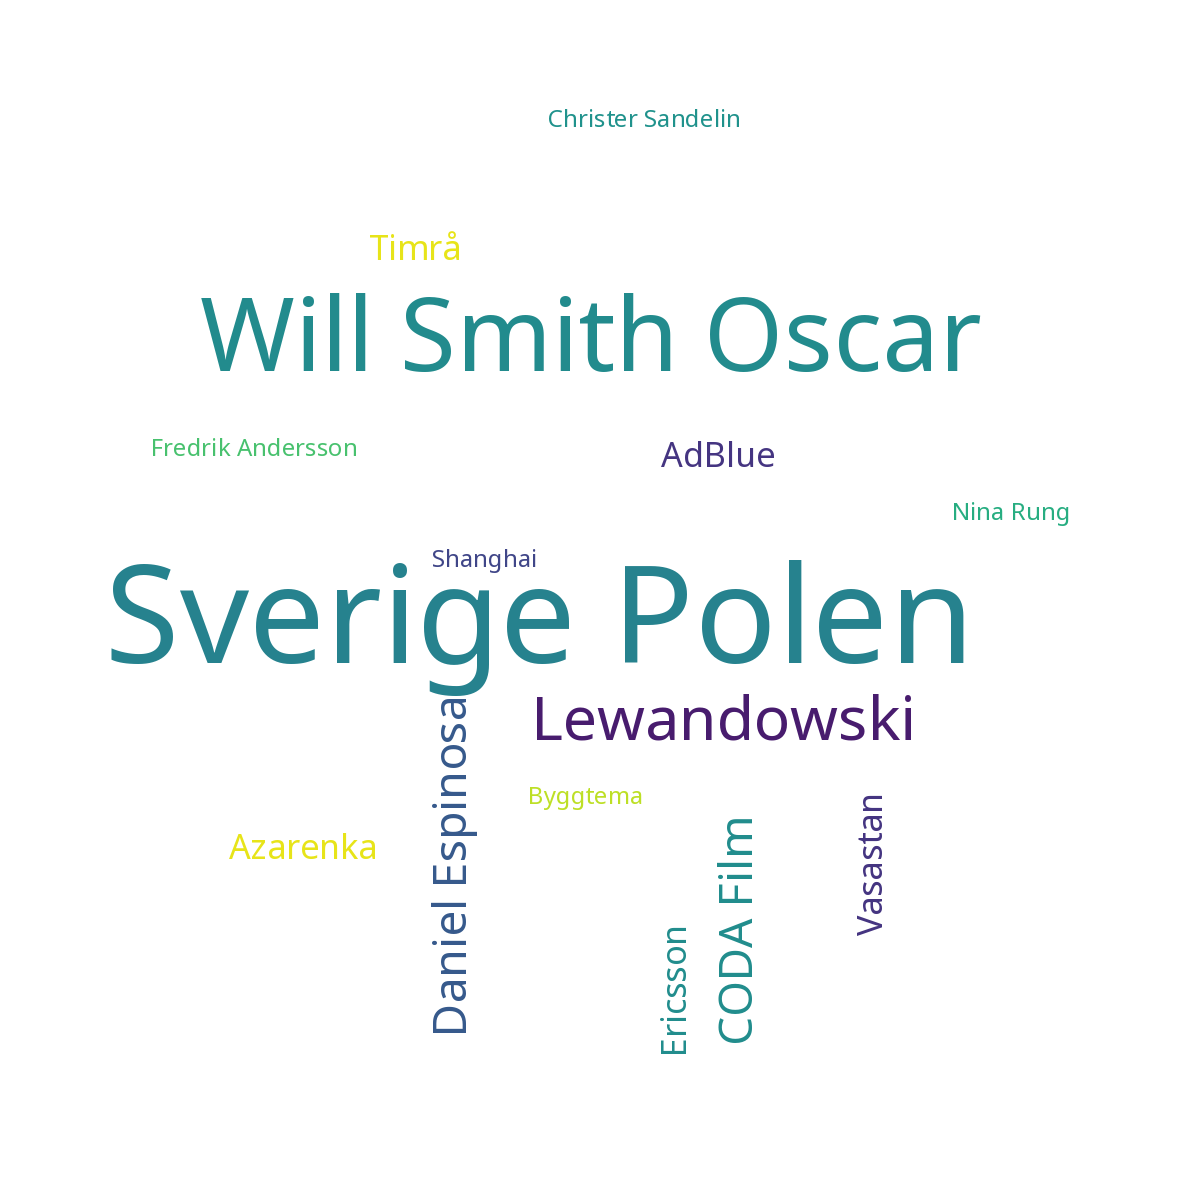 Christer Sandelin
Timrå
Will Smith Oscar
Fredrik Andersson
AdBlue
Nina Rung
Shanghai
Sverige Polen
Lewandowski
Daniel Espinosa
Byggtema
Azarenka
Vasastan
CODA Film
Ericsson